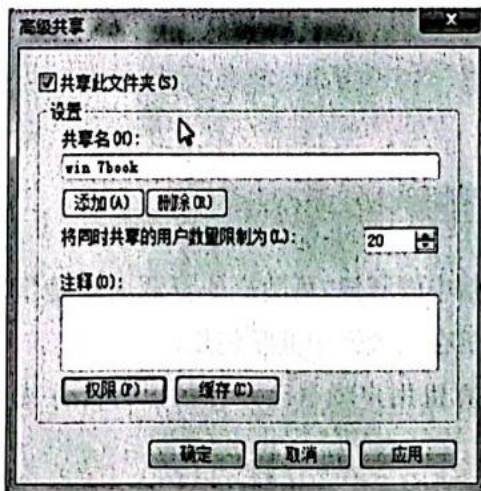 高级共享
共享此文件夹(S)
设置
共享名(H):
win 7book
添加(A) 删除(R)
将同时共享的用户数量限制为(L): 20
注释(O):
权限(P) 缓存(C)
确定 取消 应用